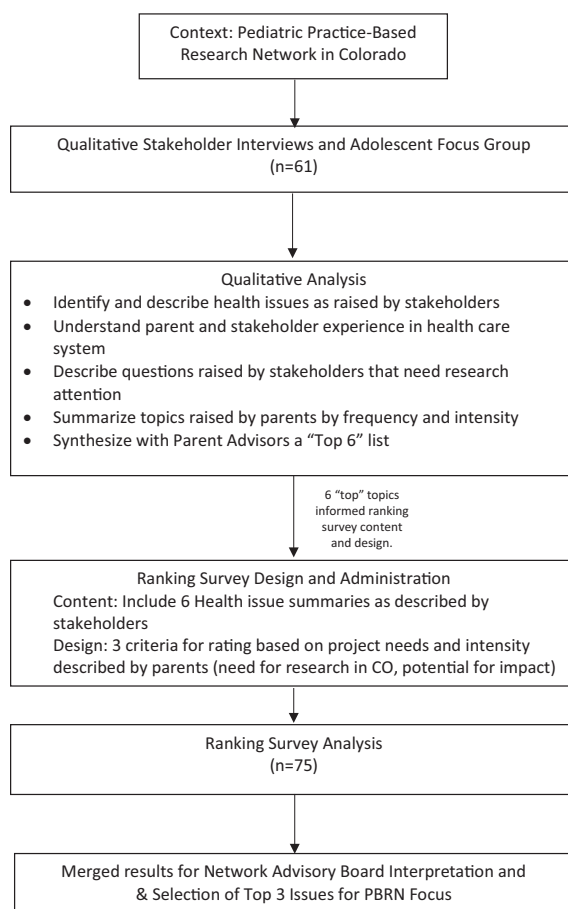 Context: Pediatric Practice-Based
Research Network in Colorado
Qualitative Stakeholder Interviews and Adolescent Focus Group
(n=61)
Qualitative Analysis
• Identify and describe health issues as raised by stakeholders
• Understand parent and stakeholder experience in health care
system
• Describe questions raised by stakeholders that need research
attention
• Summarize topics raised by parents by frequency and intensity
• Synthesize with Parent Advisors a “Top 6” list
6 “top” topics
informed ranking
survey content
and design.
Ranking Survey Design and Administration
Content: Include 6 Health issue summaries as described by
stakeholders
Design: 3 criteria for rating based on project needs and intensity
described by parents (need for research in CO, potential for impact)
Ranking Survey Analysis
(n=75)
Merged results for Network Advisory Board Interpretation and
& Selection of Top 3 Issues for PBRN Focus